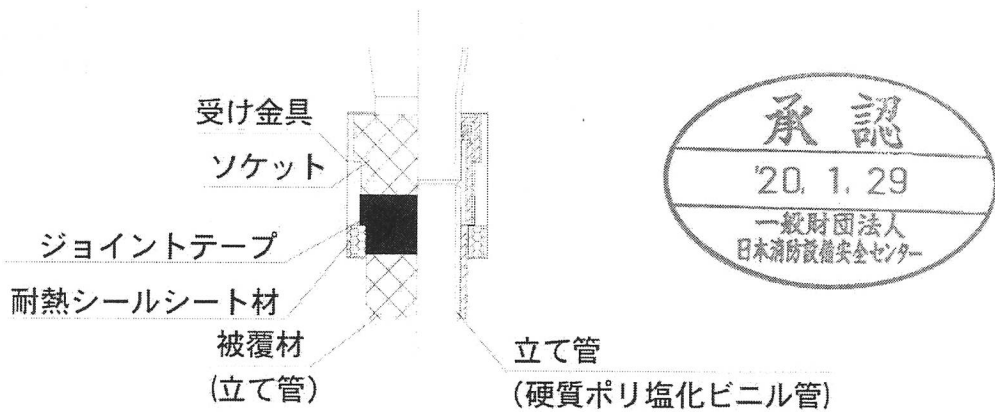 受け金具
ソケット
ジョイントテープ
耐熱シールシート材
被覆材
(立て管)
立て管
(硬質ポリ塩化ビニル管)
承認
'20. 1. 29
一般財団法人
日本消防設備安全センター